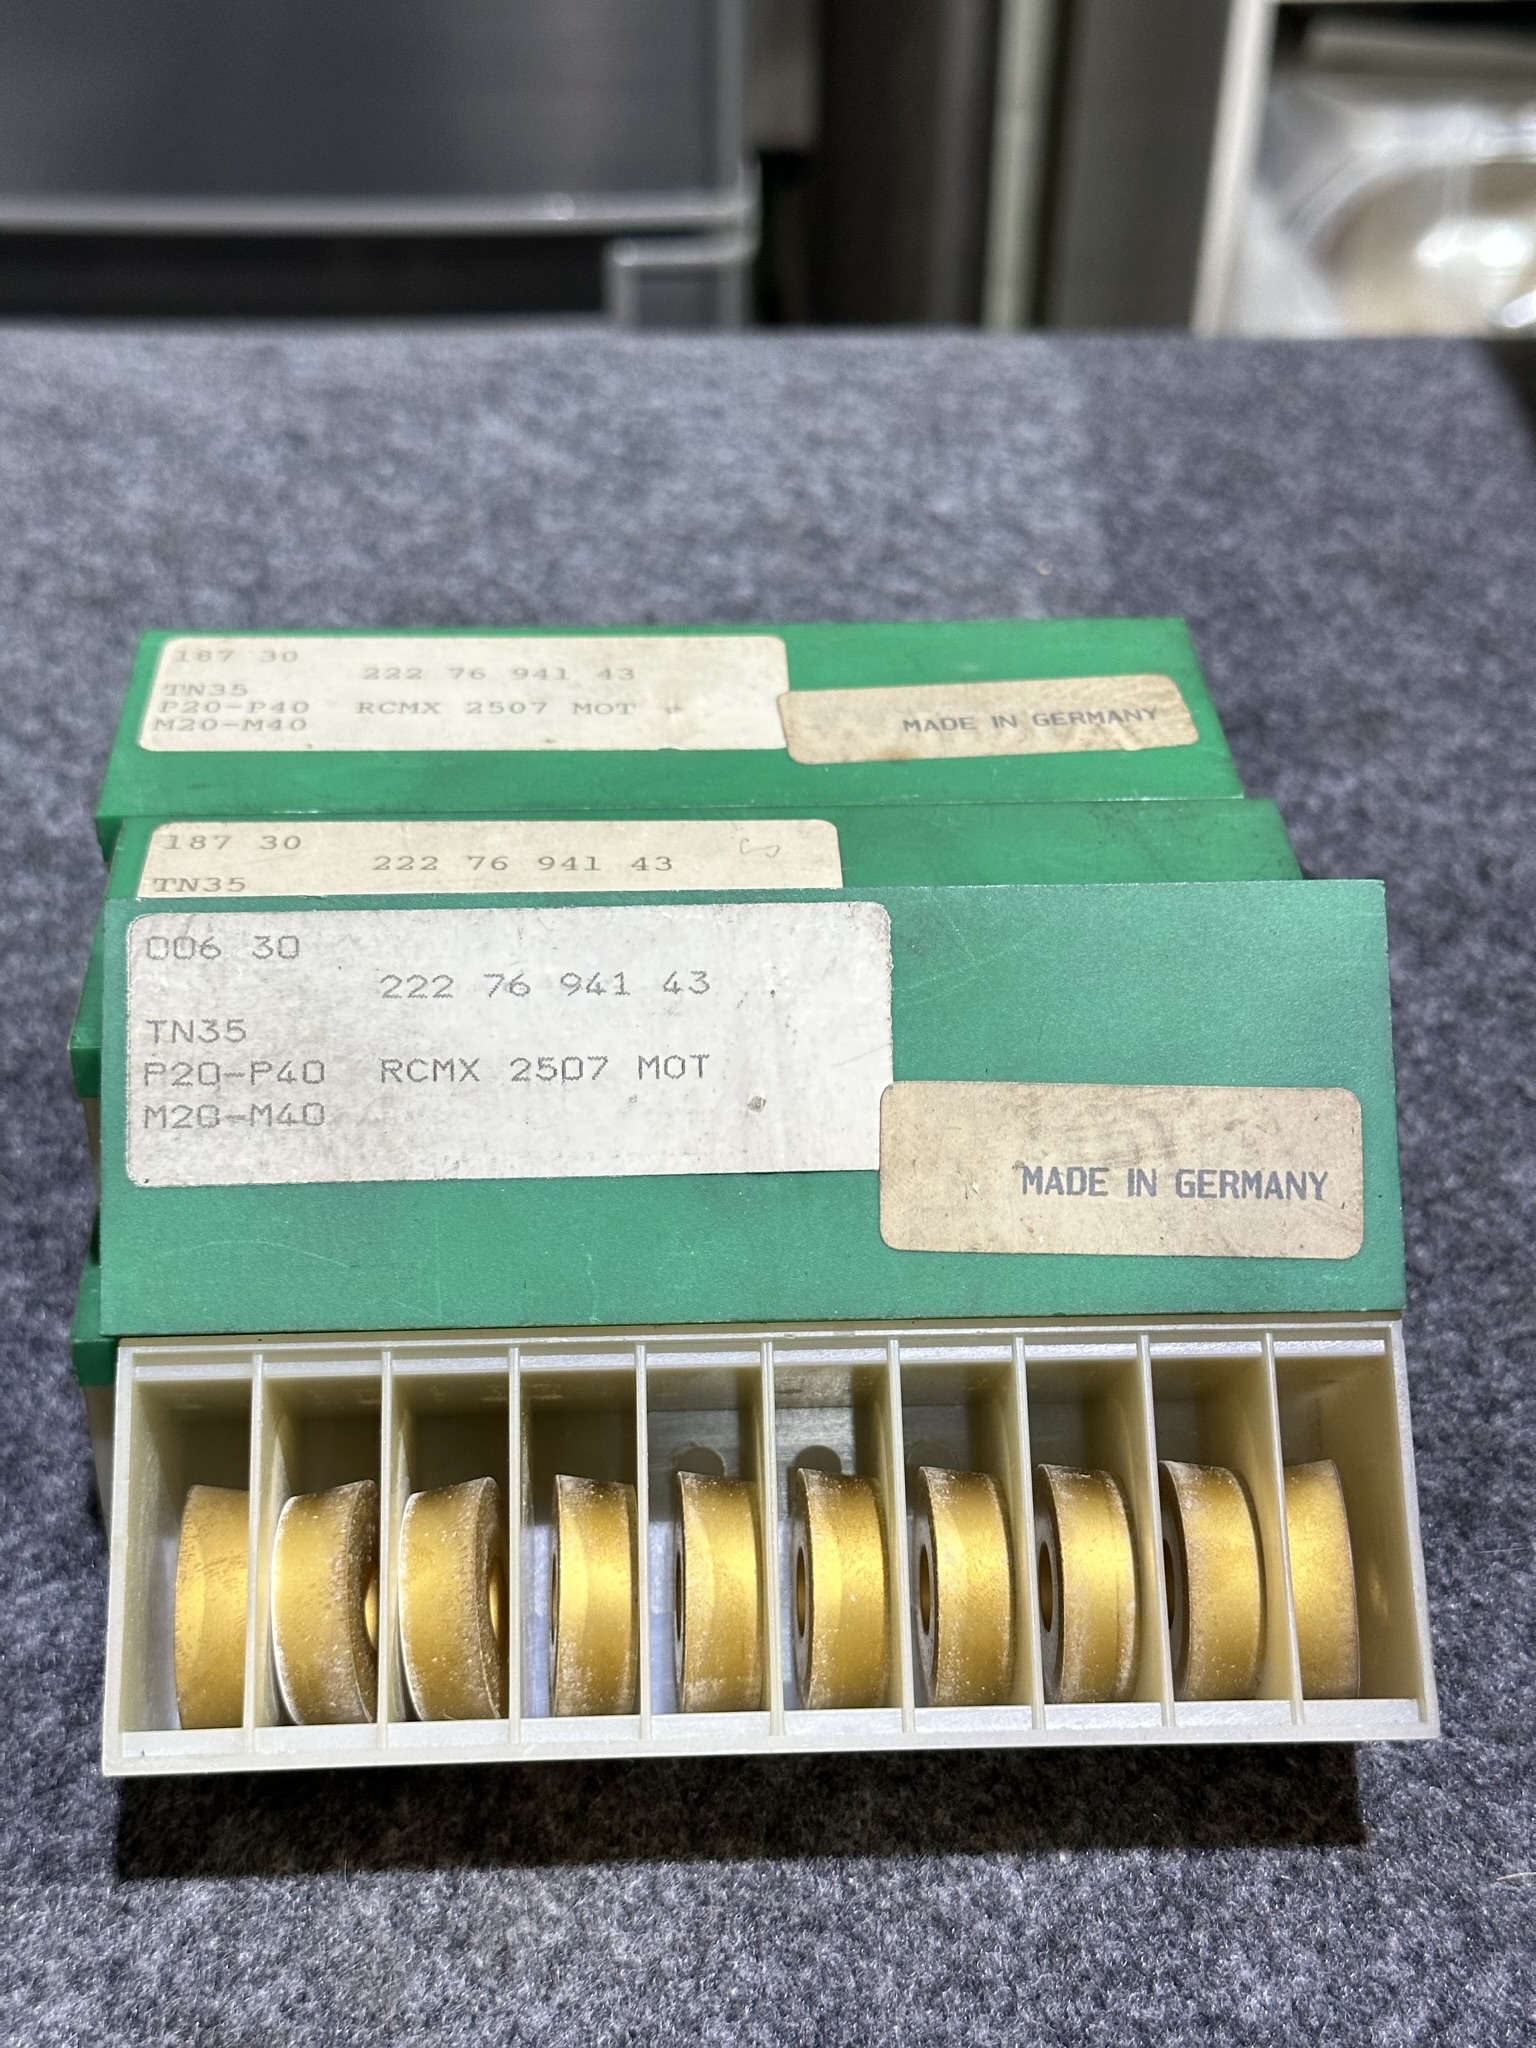 187 30
222 76 941 43
TN35
P20-P40 RCMX 2507 MOT
M20-M40
MADE IN GERMANY
187 30
222 76 941 43
TN35
006 30
222 76 941 43
TN35
P20-P40 RCMX 2507 MOT
M20-M40
MADE IN GERMANY